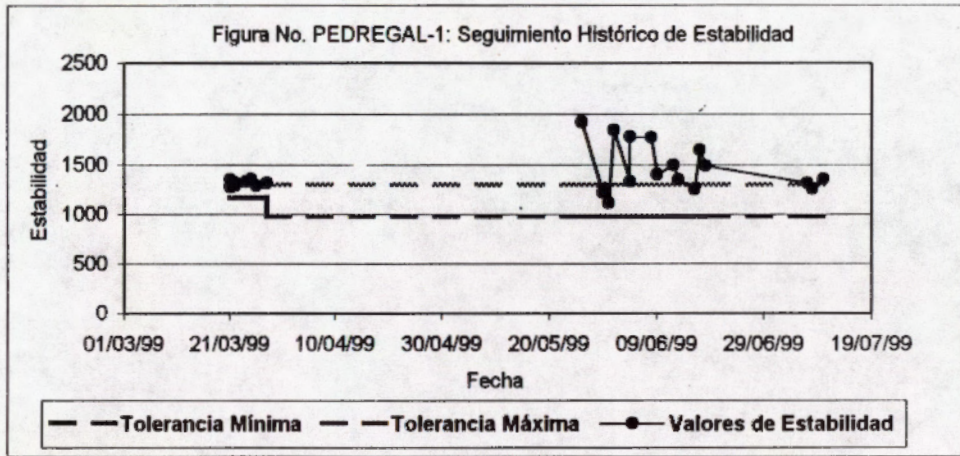 Figura No. PEDREGAL-1: Seguimiento Histórico de Estabilidad
2500
2000
1500
1000
500
0
Estabilidad
01/03/99 21/03/99 10/04/99 30/04/99 20/05/99 09/06/99 29/06/99 19/07/99
Fecha
Tolerancia Mínima Tolerancia Máxima Valores de Estabilidad